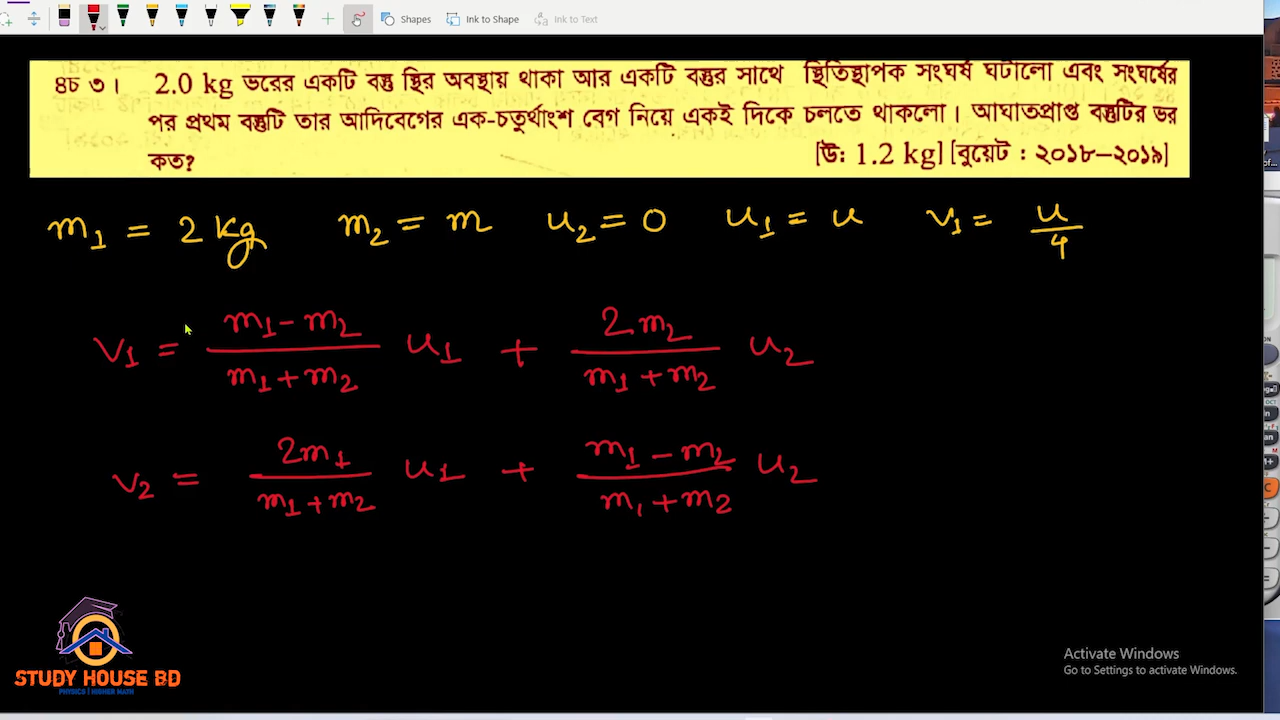 Shapes Ink to Shape Ink to Text
৪চ ৩। 2.0 kg ভরের একটি বস্তু স্থির অবস্থায় থাকা আর একটি বস্তুর সাথে স্থিতিস্থাপক সংঘর্ষ ঘটালো এবং সংঘর্ষের
পর প্রথম বস্তুটি তার আদিবেগের এক-চতুর্থাংশ বেগ নিয়ে একই দিকে চলতে থাকলো। আঘাতপ্রাপ্ত বস্তুটির ভর
কত? [উঃ 1.2 kg] [বুয়েট : ২০১৮–২০১৯]
m₁ = 2 kg m₂ = m u₂ = 0 u₁ = u v₁ = u/4
v₁ = (m₁ - m₂)/(m₁ + m₂) u₁ + 2m₂/(m₁ + m₂) u₂
v₂ = 2m₁/(m₁ + m₂) u₁ + (m₁ - m₂)/(m₁ + m₂) u₂
Activate Windows
Go to Settings to activate Windows.
STUDY HOUSE BD
PHYSICS | HIGHER MATH